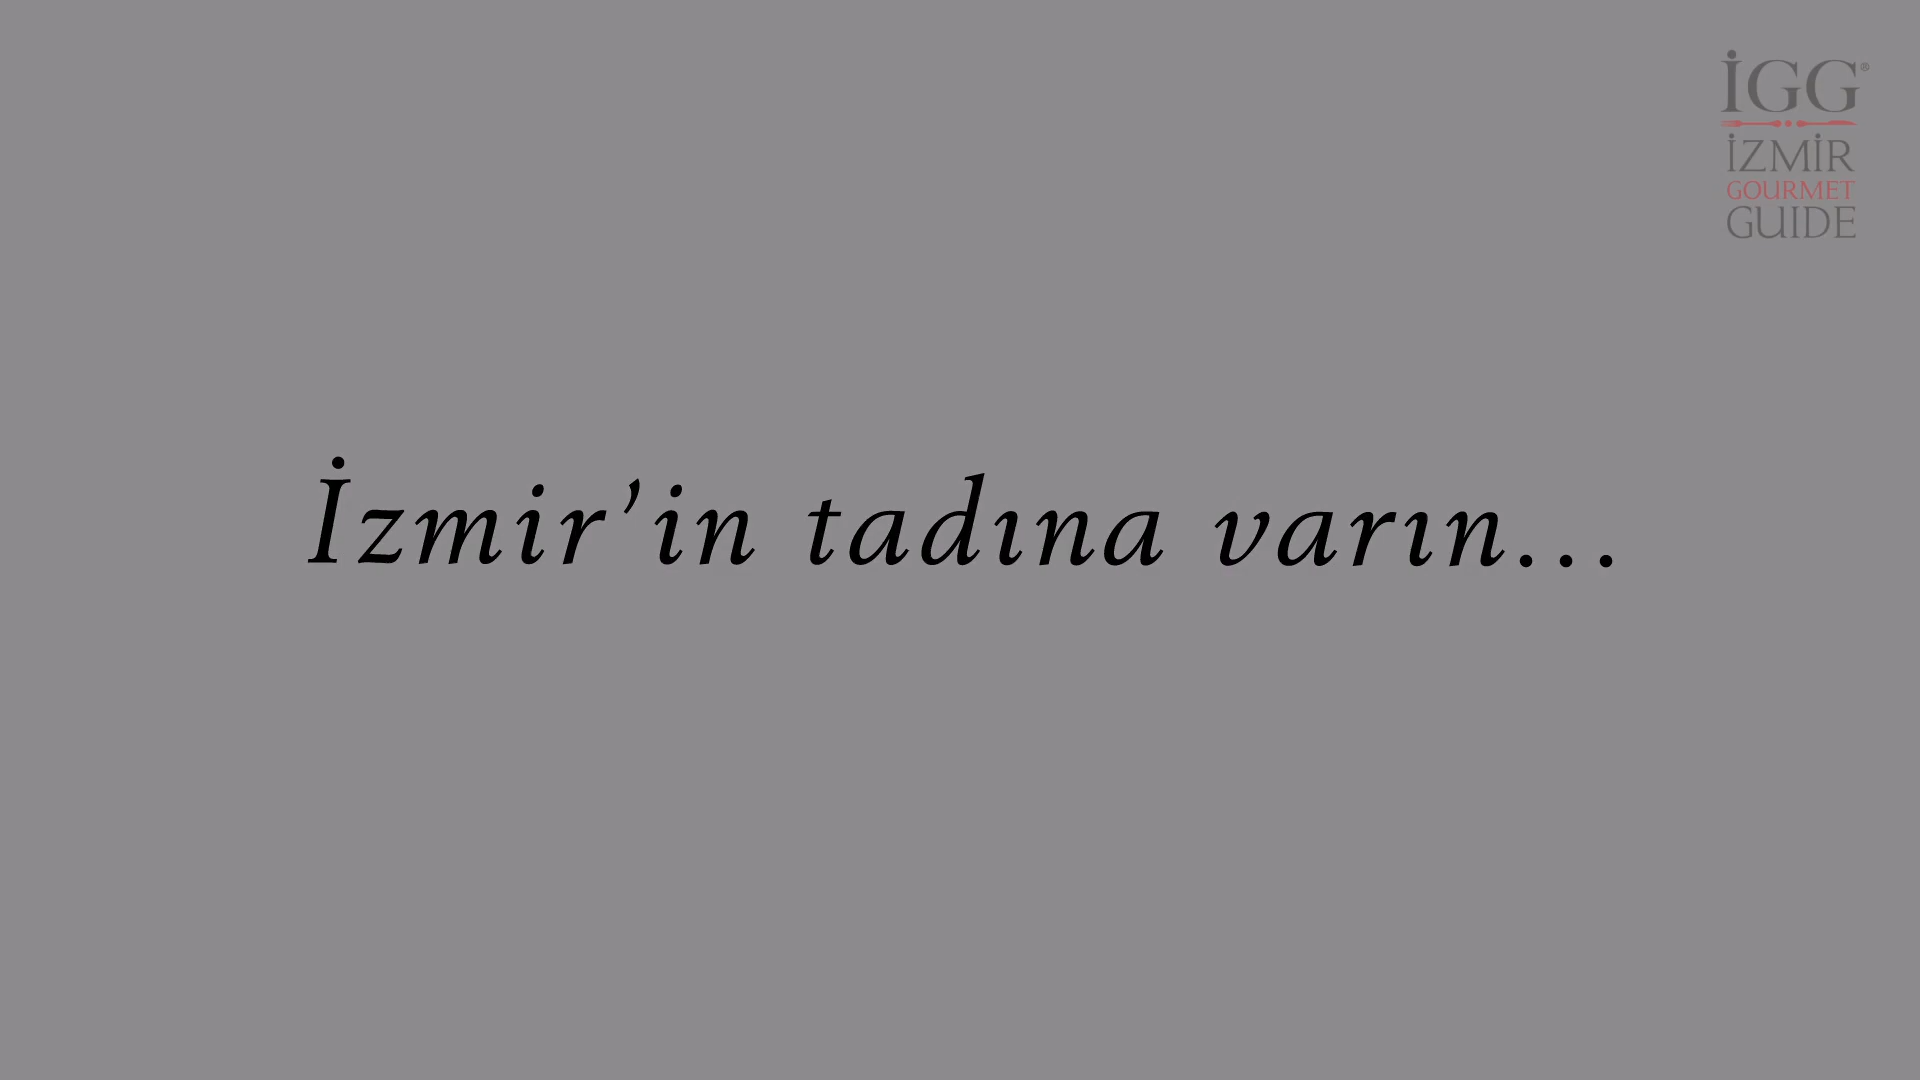 İGG®
İZMİR
GOURMET
GUIDE
İzmir’in tadına varın...